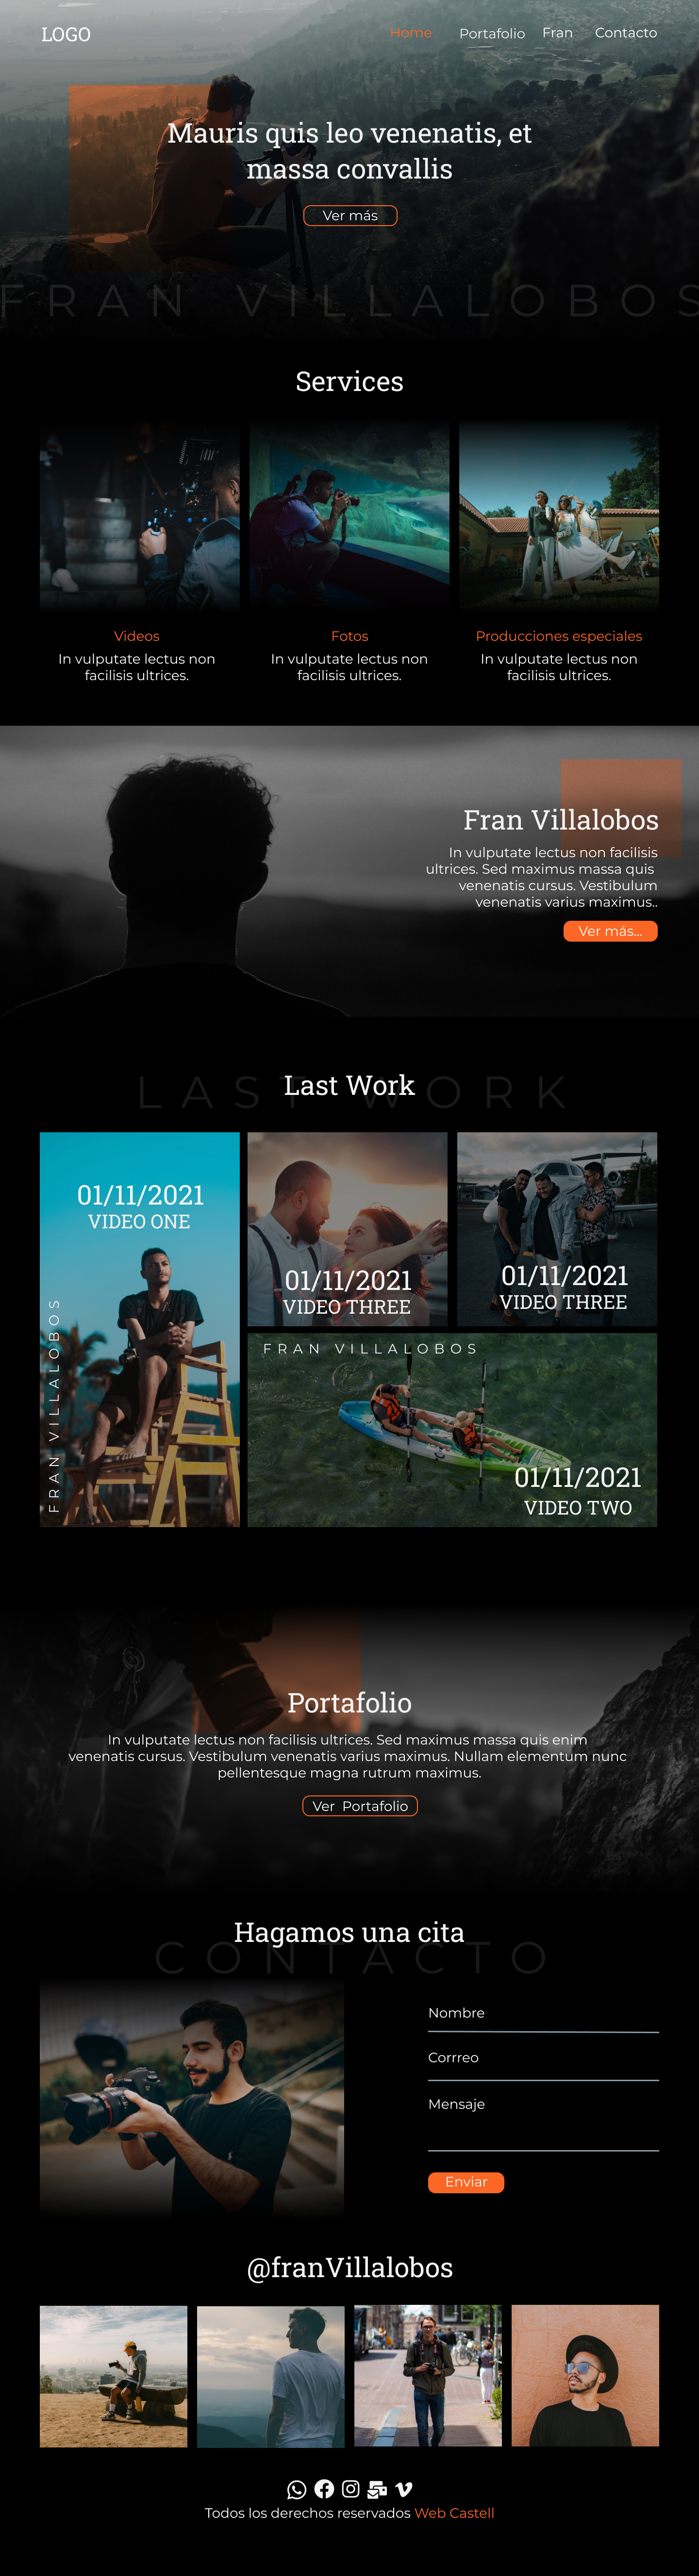 LOGO
Home Portafolio Fran Contacto
Mauris quis leo venenatis, et
massa convallis
Ver más
FRAN VILLALOBOS
Services
Videos
In vulputate lectus non
facilisis ultrices.
Fotos
In vulputate lectus non
facilisis ultrices.
Producciones especiales
In vulputate lectus non
facilisis ultrices.
Fran Villalobos
In vulputate lectus non facilisis
ultrices. Sed maximus massa quis
venenatis cursus. Vestibulum
venenatis varius maximus..
Ver más...
LAST WORK
Last Work
01/11/2021
VIDEO ONE
FRAN VILLALOBOS
01/11/2021
VIDEO THREE
01/11/2021
VIDEO THREE
FRAN VILLALOBOS
01/11/2021
VIDEO TWO
Portafolio
In vulputate lectus non facilisis ultrices. Sed maximus massa quis enim
venenatis cursus. Vestibulum venenatis varius maximus. Nullam elementum nunc
pellentesque magna rutrum maximus.
Ver Portafolio
Hagamos una cita
CONTACTO
Nombre
Corrreo
Mensaje
Enviar
@franVillalobos
Todos los derechos reservados Web Castell